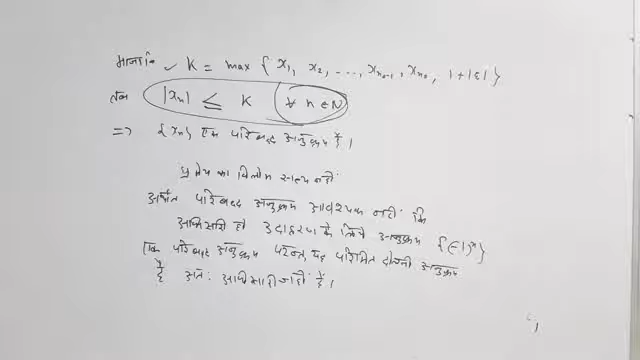 माना कि ✓ K = max { x₁, x₂, ..., xₙ₀₋₁, xₙ₀, 1+|ε| }
तब |xₙ| ≤ K ∀ n ∈ N
=> {xₙ} एक परिबद्ध अनुक्रम है।
प्रमेय का विलोम सत्य नहीं
अर्थात परिबद्ध अनुक्रम आवश्यक नहीं कि
अभिसारी हो उदाहरण के लिये अनुक्रम {(-1)ⁿ}
एक परिबद्ध अनुक्रम परन्तु यह परिमित दोलनी अनुक्रम
है अतः अभिसारी नहीं है।